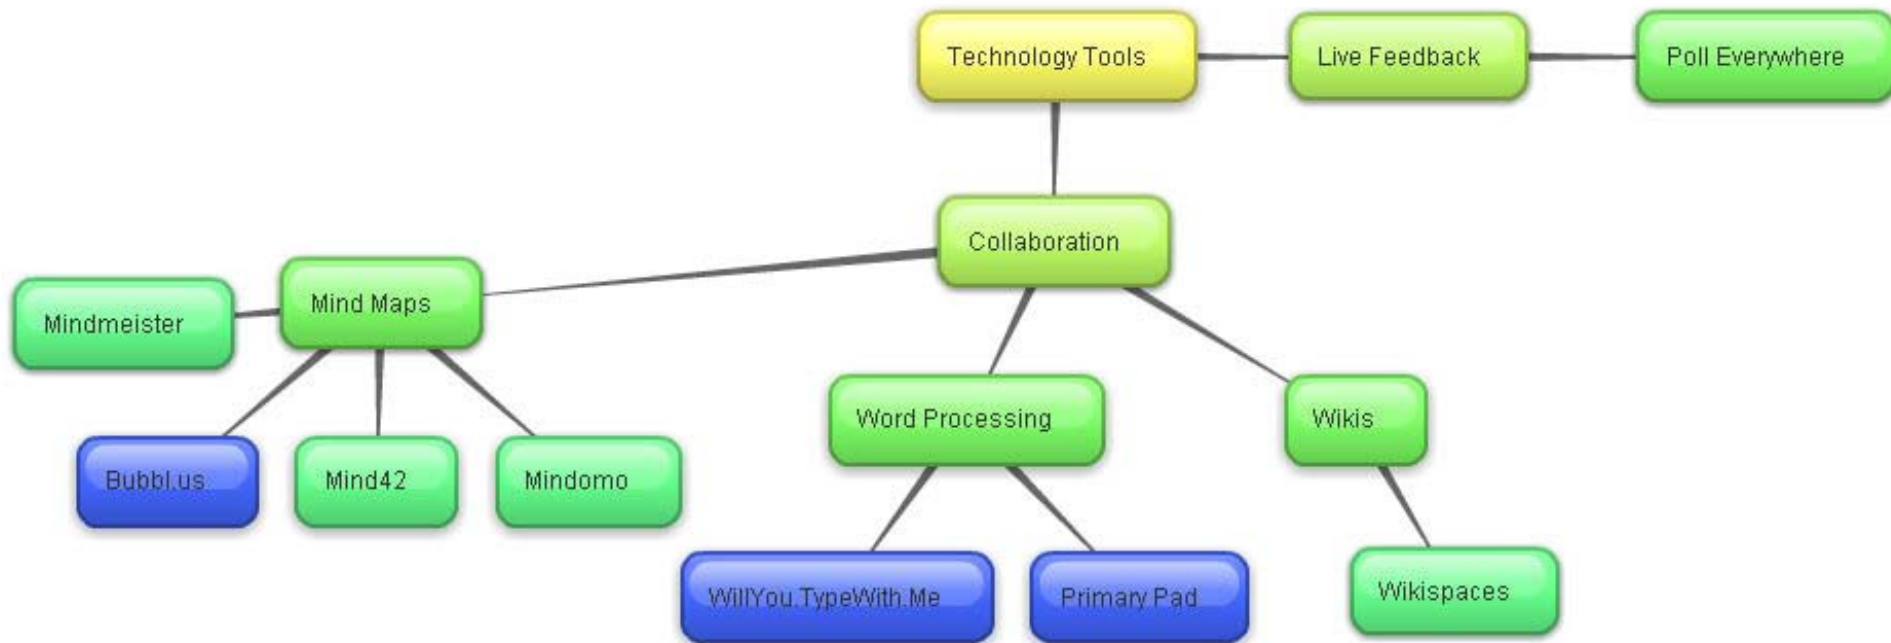 Technology Tools
Live Feedback
Poll Everywhere
Collaboration
Mind Maps
Mindmeister
Word Processing
Wikis
Bubbl.us
Mind42
Mindomo
WillYou.TypeWith.Me
Primary Pad
Wikispaces